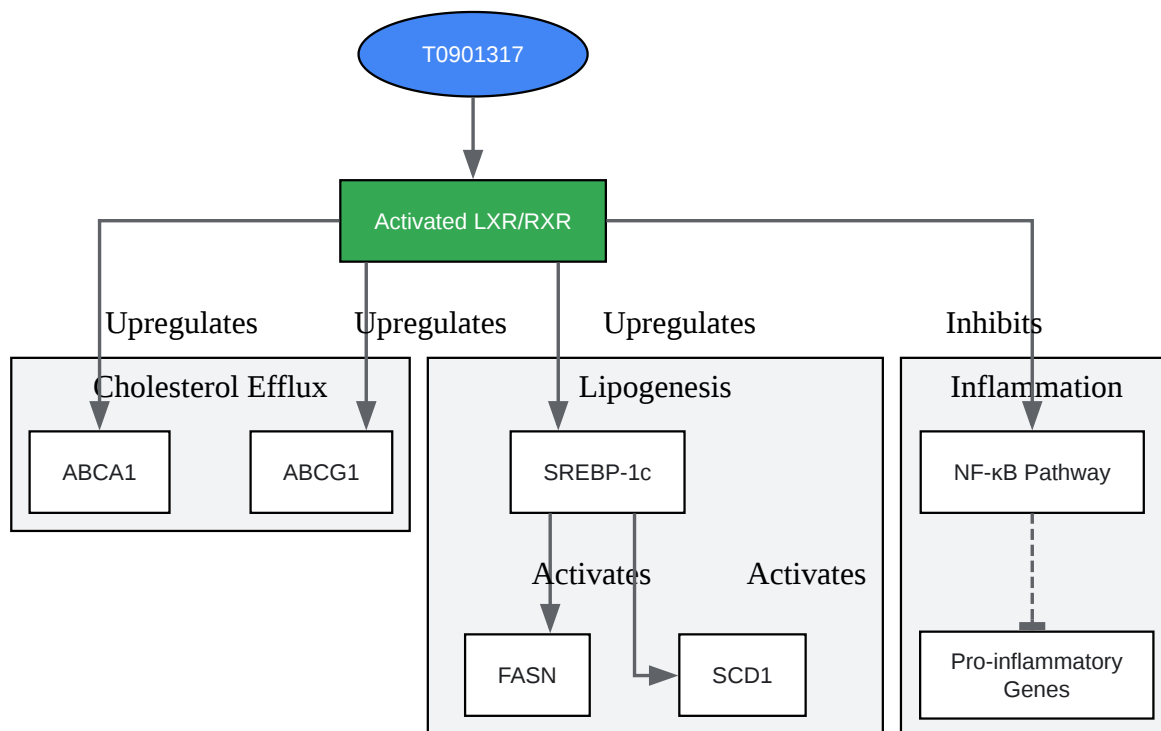 T0901317
Activated LXR/RXR
Upregulates
Upregulates
Upregulates
Inhibits
Cholesterol Efflux
Lipogenesis
Inflammation
ABCA1
ABCG1
SREBP-1c
NF-κB Pathway
Activates
Activates
FASN
SCD1
Pro-inflammatory
Genes